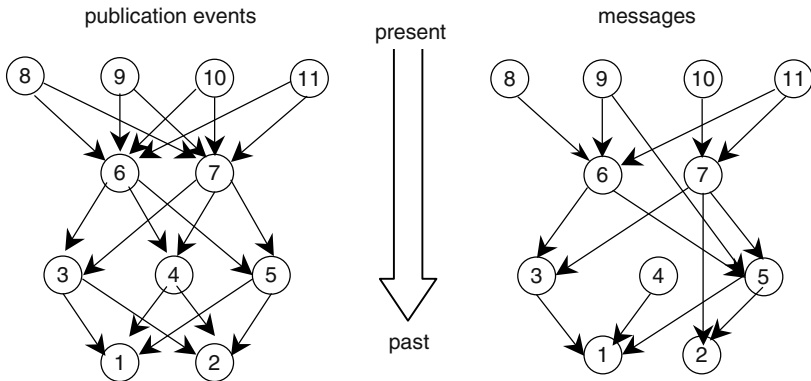 publication events
present
messages
8 9 10 11
8 9 10 11
6 7
6 7
3 4 5
3 4 5
past
1 2
1 2